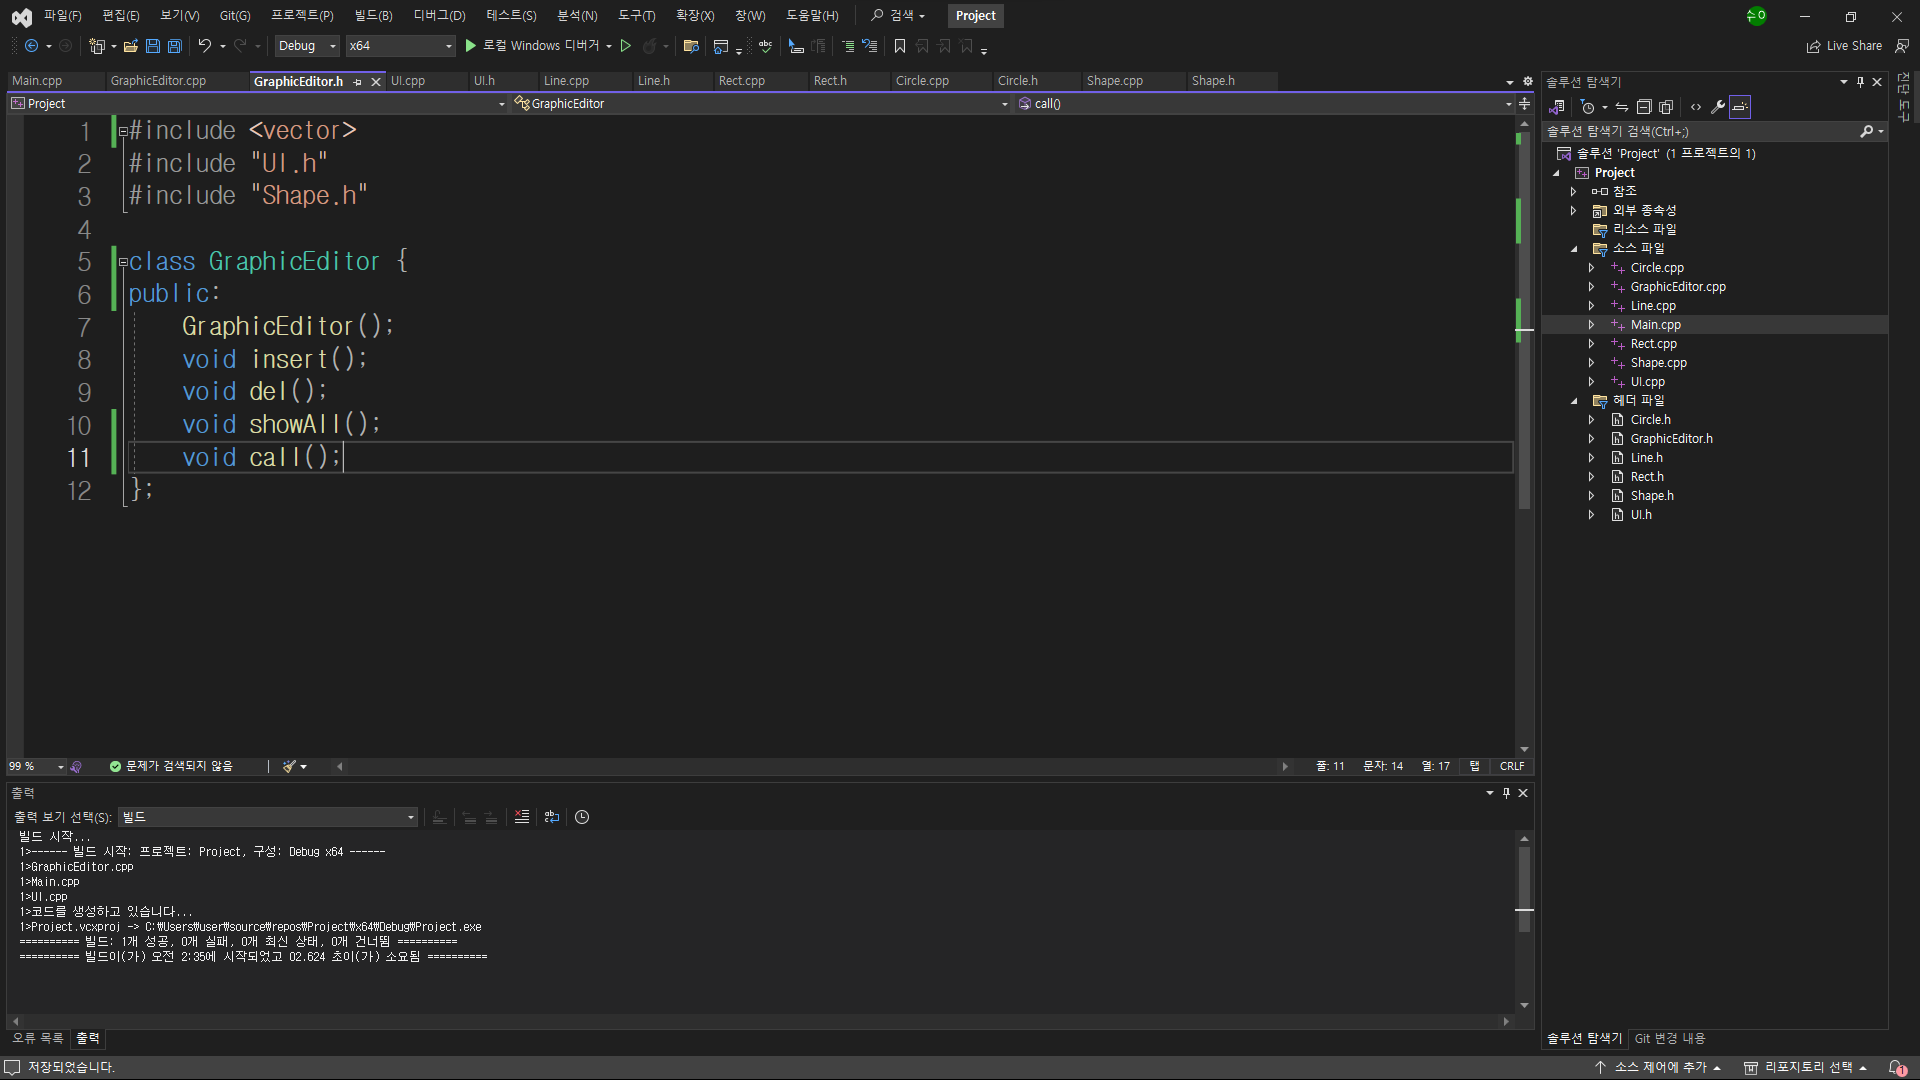 파일(F) 편집(E) 보기(V) Git(G) 프로젝트(P) 빌드(B) 디버그(D) 테스트(S) 분석(N) 도구(T) 확장(X) 창(W) 도움말(H) 검색 Project
Debug x64 로컬 Windows 디버거 Live Share
Main.cpp GraphicEditor.cpp GraphicEditor.h UI.cpp UI.h Line.cpp Line.h Rect.cpp Rect.h Circle.cpp Circle.h Shape.cpp Shape.h
Project GraphicEditor call()
1 #include <vector>
2 #include "UI.h"
3 #include "Shape.h"
4
5 class GraphicEditor {
6 public:
7 GraphicEditor();
8 void insert();
9 void del();
10 void showAll();
11 void call();
12 };
99 % 문제가 검색되지 않음 줄: 11 문자: 14 열: 17 탭 CRLF
출력
출력 보기 선택(S): 빌드
빌드 시작...
1>------ 빌드 시작: 프로젝트: Project, 구성: Debug x64 ------
1>GraphicEditor.cpp
1>Main.cpp
1>UI.cpp
1>코드를 생성하고 있습니다...
1>Project.vcxproj -> C:\Users\user\source\repos\Project\x64\Debug\Project.exe
========== 빌드: 1개 성공, 0개 실패, 0개 최신 상태, 0개 건너뜀 ==========
========== 빌드이(가) 오전 2:35에 시작되었고 02.624 초이(가) 소요됨 ==========
오류 목록 출력
저장되었습니다.
솔루션 탐색기
솔루션 탐색기 검색(Ctrl+;)
솔루션 'Project' (1 프로젝트의 1)
Project
참조
외부 종속성
리소스 파일
소스 파일
Circle.cpp
GraphicEditor.cpp
Line.cpp
Main.cpp
Rect.cpp
Shape.cpp
UI.cpp
헤더 파일
Circle.h
GraphicEditor.h
Line.h
Rect.h
Shape.h
UI.h
솔루션 탐색기 Git 변경 내용
소스 제어에 추가 리포지토리 선택 1
진단 도구